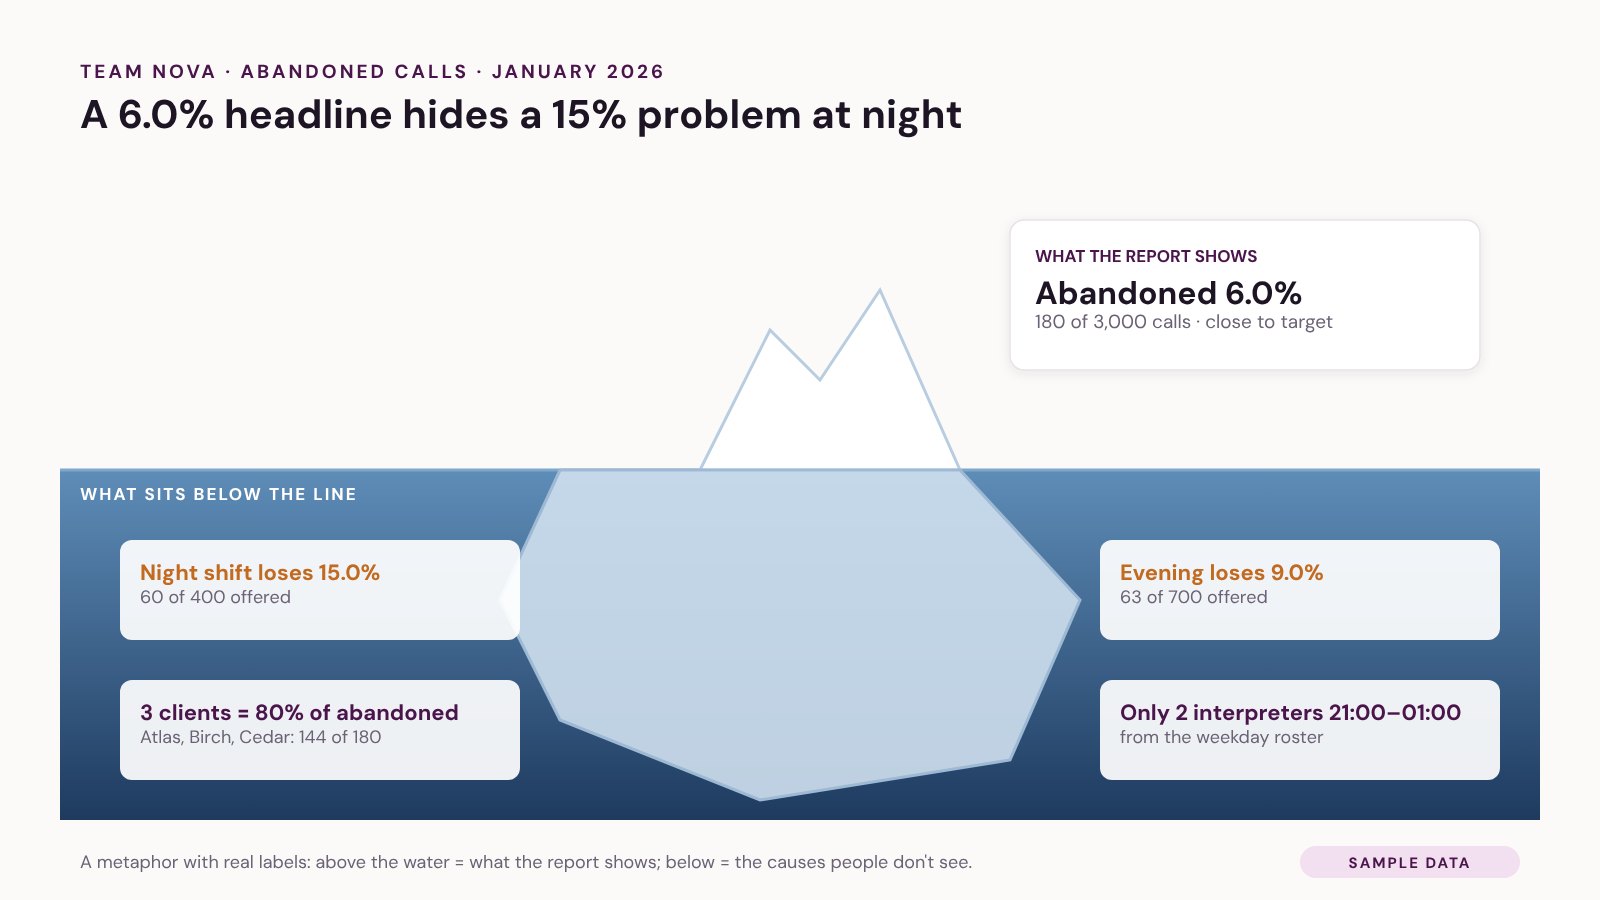 TEAM NOVA · ABANDONED CALLS · JANUARY 2026
A 6.0% headline hides a 15% problem at night
WHAT THE REPORT SHOWS
Abandoned 6.0%
180 of 3,000 calls · close to target
WHAT SITS BELOW THE LINE
Night shift loses 15.0%
60 of 400 offered
Evening loses 9.0%
63 of 700 offered
3 clients = 80% of abandoned
Atlas, Birch, Cedar: 144 of 180
Only 2 interpreters 21:00–01:00
from the weekday roster
A metaphor with real labels: above the water = what the report shows; below = the causes people don't see.
SAMPLE DATA